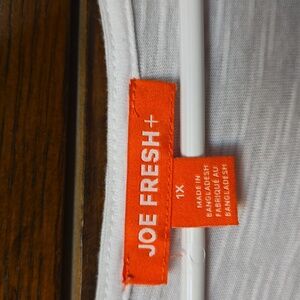 JOE FRESH+
1X
MADE IN
BANGLADESH
FABRIQUÉ AU
BANGLADESH